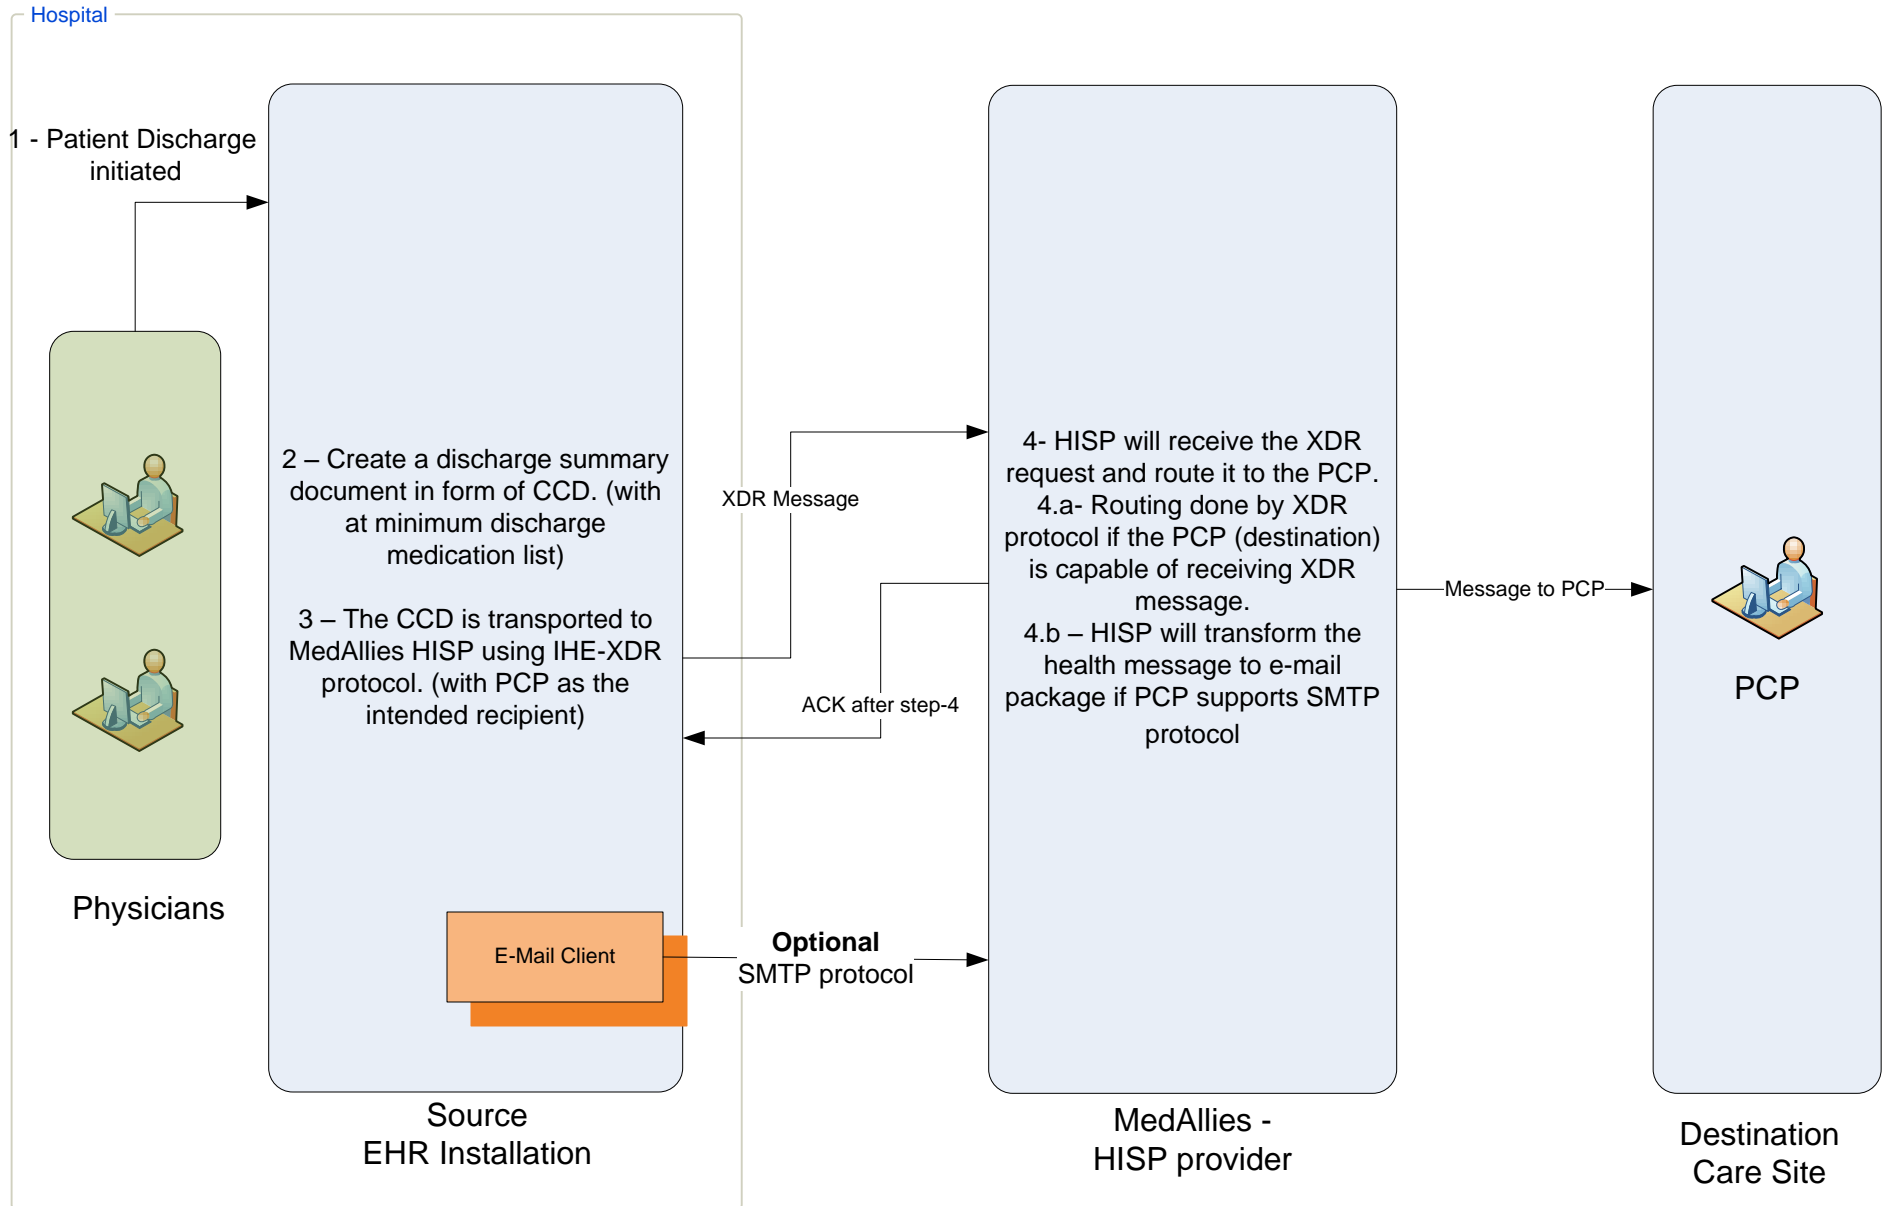 Hospital
1 - Patient Discharge
initiated
Physicians
2 – Create a discharge summary
document in form of CCD. (with
at minimum discharge
medication list)
3 – The CCD is transported to
MedAllies HISP using IHE-XDR
protocol. (with PCP as the
intended recipient)
E-Mail Client
Source
EHR Installation
XDR Message
ACK after step-4
Optional
SMTP protocol
4- HISP will receive the XDR
request and route it to the PCP.
4.a- Routing done by XDR
protocol if the PCP (destination)
is capable of receiving XDR
message.
4.b – HISP will transform the
health message to e-mail
package if PCP supports SMTP
protocol
MedAllies -
HISP provider
Message to PCP
PCP
Destination
Care Site